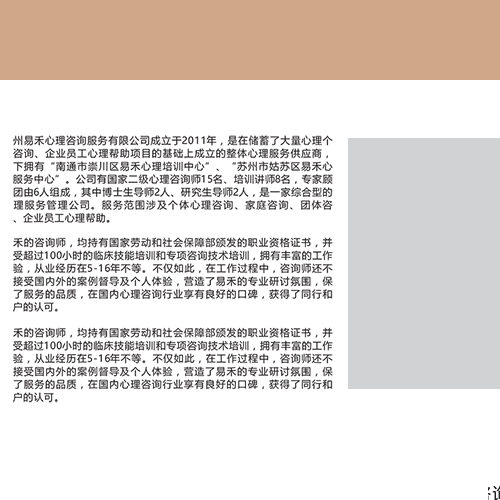 州易禾心理咨询服务有限公司成立于2011年，是在储蓄了大量心理个
咨询、企业员工心理帮助项目的基础上成立的整体心理服务供应商，
下拥有“南通市崇川区易禾心理培训中心”、“苏州市姑苏区易禾心
服务中心”。公司有国家二级心理咨询师15名、培训讲师8名，专家顾
团由6人组成，其中博士生导师2人、研究生导师2人，是一家综合型的
理服务管理公司。服务范围涉及个体心理咨询、家庭咨询、团体咨
、企业员工心理帮助。
禾的咨询师，均持有国家劳动和社会保障部颁发的职业资格证书，并
受超过100小时的临床技能培训和专项咨询技术培训，拥有丰富的工作
验，从业经历在5-16年不等。不仅如此，在工作过程中，咨询师还不
接受国内外的案例督导及个人体验，营造了易禾的专业研讨氛围，保
了服务的品质，在国内心理咨询行业享有良好的口碑，获得了同行和
户的认可。
禾的咨询师，均持有国家劳动和社会保障部颁发的职业资格证书，并
受超过100小时的临床技能培训和专项咨询技术培训，拥有丰富的工作
验，从业经历在5-16年不等。不仅如此，在工作过程中，咨询师还不
接受国内外的案例督导及个人体验，营造了易禾的专业研讨氛围，保
了服务的品质，在国内心理咨询行业享有良好的口碑，获得了同行和
户的认可。